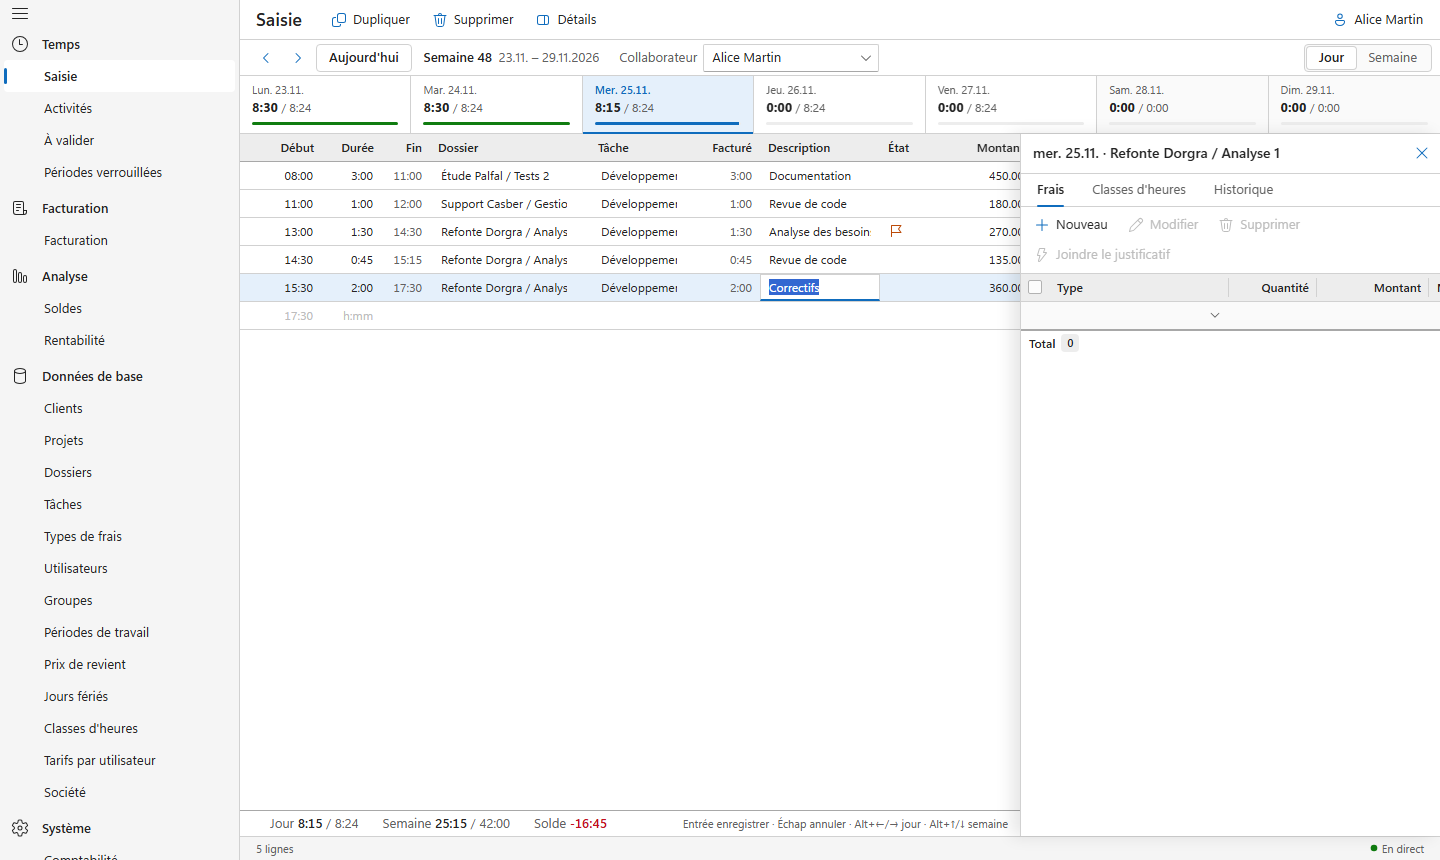 Saisie
Dupliquer
Supprimer
Détails
Alice Martin
Temps
Saisie
Activités
À valider
Périodes verrouillées
Facturation
Facturation
Analyse
Soldes
Rentabilité
Données de base
Clients
Projets
Dossiers
Tâches
Types de frais
Utilisateurs
Groupes
Périodes de travail
Prix de revient
Jours fériés
Classes d'heures
Tarifs par utilisateur
Société
Système
Comptabilité
Aujourd'hui
Semaine 48 23.11. – 29.11.2026
Collaborateur Alice Martin
Jour Semaine
Lun. 23.11.
8:30 / 8:24
Mar. 24.11.
8:30 / 8:24
Mer. 25.11.
8:15 / 8:24
Jeu. 26.11.
0:00 / 8:24
Ven. 27.11.
0:00 / 8:24
Sam. 28.11.
0:00 / 0:00
Dim. 29.11.
0:00 / 0:00
Début Durée Fin Dossier Tâche Facturé Description État Montan
08:00 3:00 11:00 Étude Palfal / Tests 2 Développemer 3:00 Documentation 450.00
11:00 1:00 12:00 Support Casber / Gestio Développemer 1:00 Revue de code 180.00
13:00 1:30 14:30 Refonte Dorgra / Analys Développemer 1:30 Analyse des besoin 270.00
14:30 0:45 15:15 Refonte Dorgra / Analys Développemer 0:45 Revue de code 135.00
15:30 2:00 17:30 Refonte Dorgra / Analys Développemer 2:00 Correctifs 360.00
17:30 h:mm
mer. 25.11. · Refonte Dorgra / Analyse 1
Frais Classes d'heures Historique
Nouveau Modifier Supprimer
Joindre le justificatif
Type Quantité Montant
Total 0
Jour 8:15 / 8:24 Semaine 25:15 / 42:00 Solde -16:45
Entrée enregistrer · Échap annuler · Alt+←/→ jour · Alt+↑/↓ semaine
5 lignes
En direct